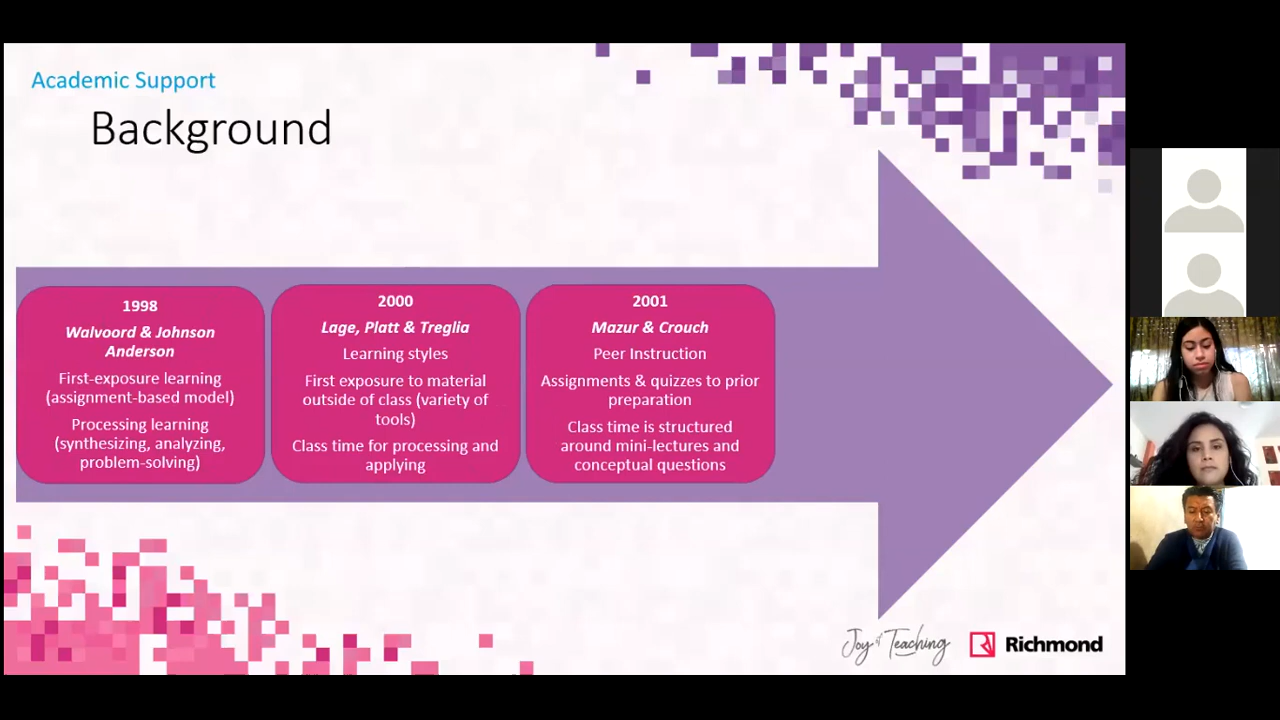 Academic Support
Background
1998
Walvoord & Johnson
Anderson
First-exposure learning
(assignment-based model)
Processing learning
(synthesizing, analyzing,
problem-solving)
2000
Lage, Platt & Treglia
Learning styles
First exposure to material
outside of class (variety of
tools)
Class time for processing and
applying
2001
Mazur & Crouch
Peer Instruction
Assignments & quizzes to prior
preparation
Class time is structured
around mini-lectures and
conceptual questions
Joy of Teaching
Richmond